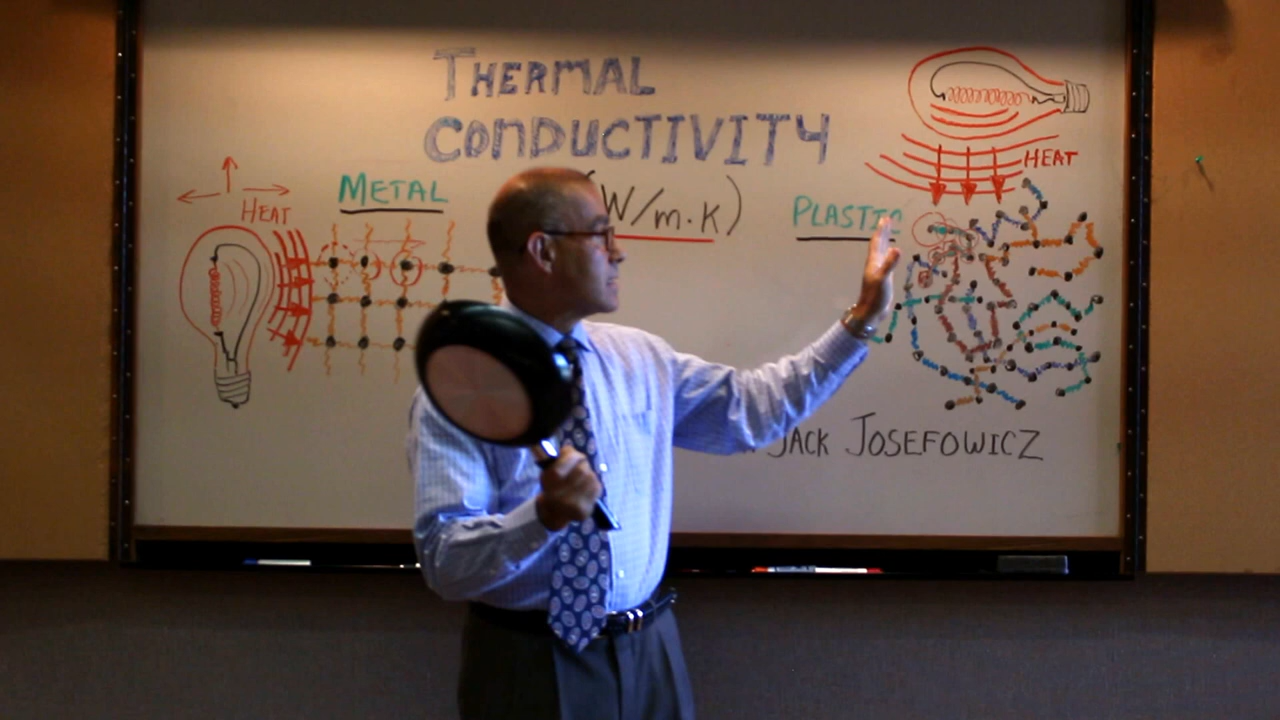 THERMAL
CONDUCTIVITY
(W/m·K)
METAL
HEAT
PLASTIC
HEAT
JACK JOSEFOWICZ